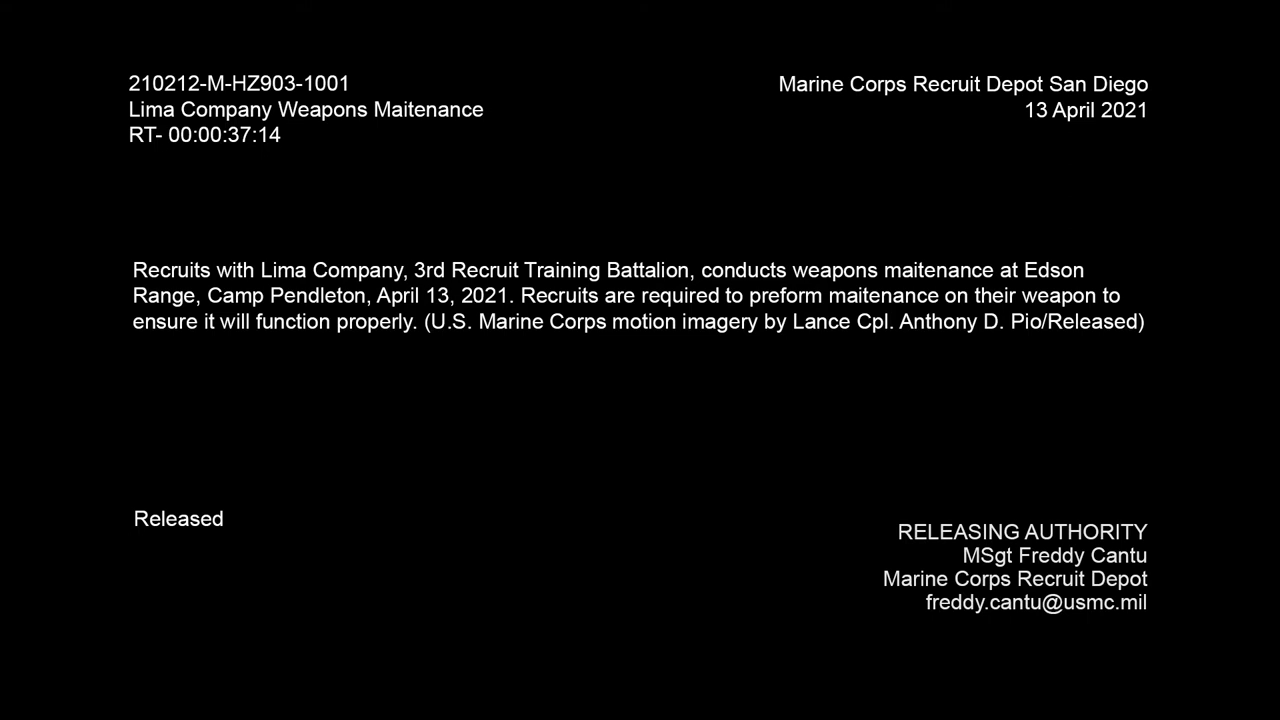 210212-M-HZ903-1001
Lima Company Weapons Maitenance
RT- 00:00:37:14
Marine Corps Recruit Depot San Diego
13 April 2021
Recruits with Lima Company, 3rd Recruit Training Battalion, conducts weapons maitenance at Edson
Range, Camp Pendleton, April 13, 2021. Recruits are required to preform maitenance on their weapon to
ensure it will function properly. (U.S. Marine Corps motion imagery by Lance Cpl. Anthony D. Pio/Released)
Released
RELEASING AUTHORITY
MSgt Freddy Cantu
Marine Corps Recruit Depot
freddy.cantu@usmc.mil